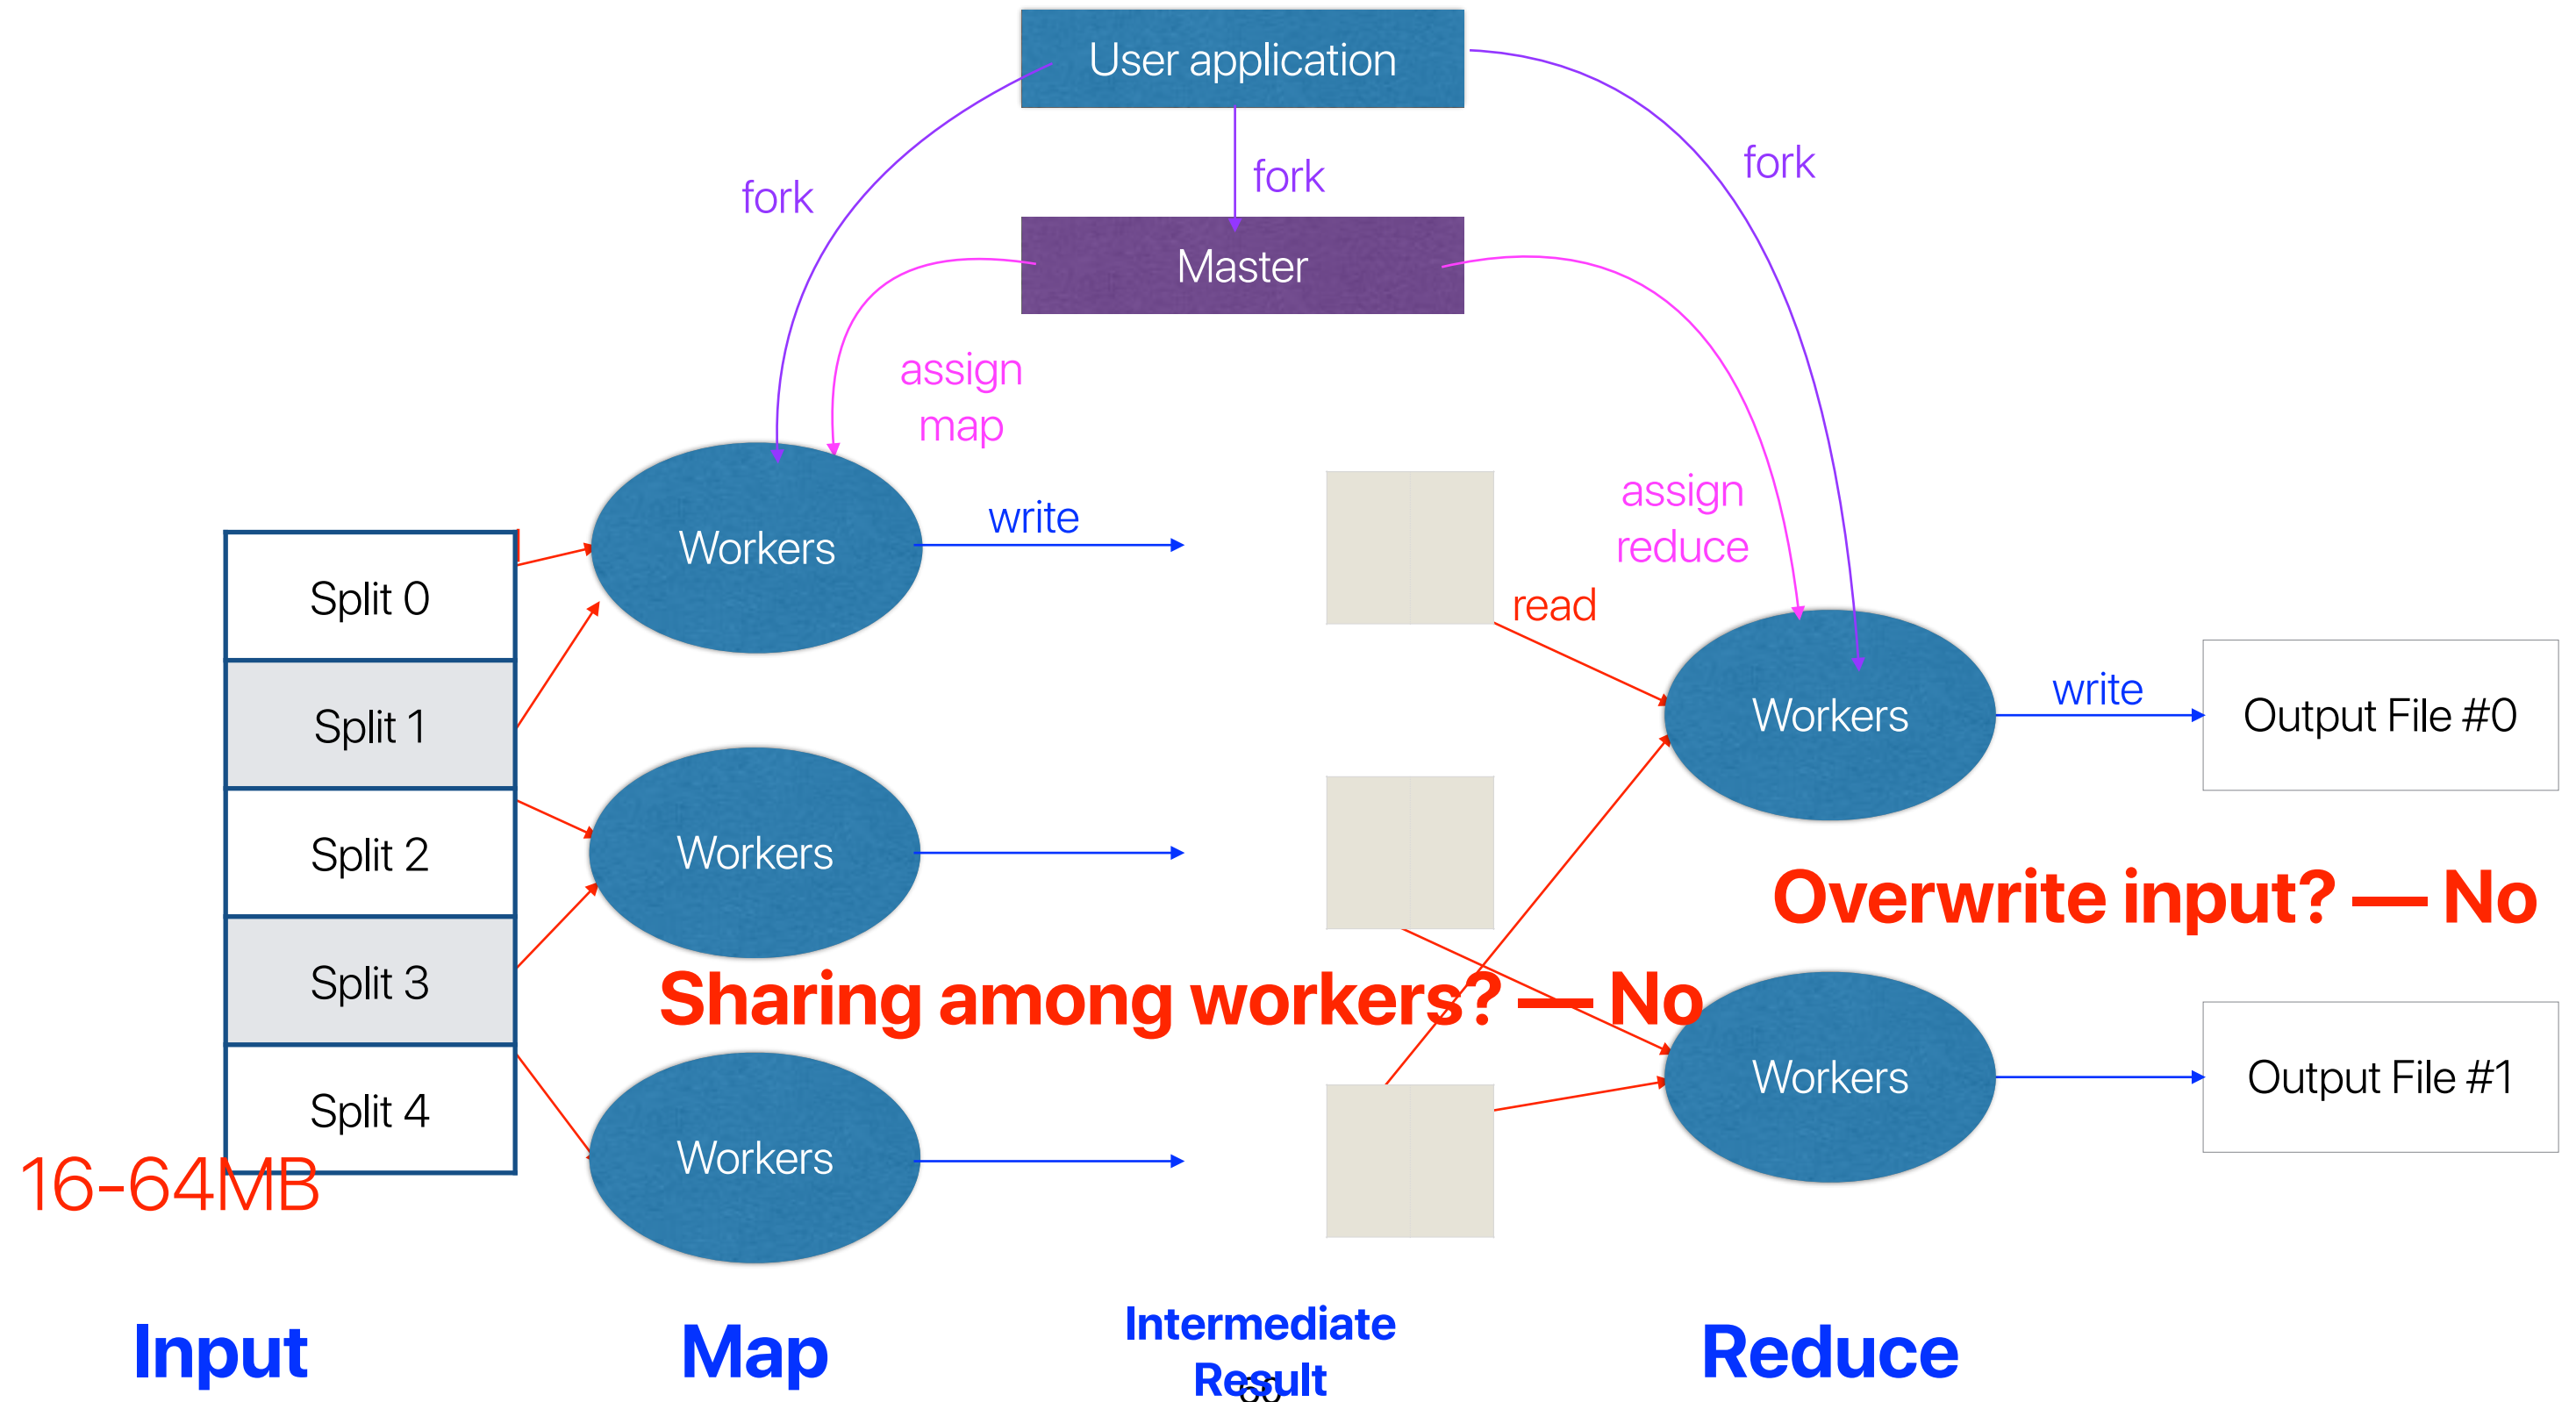 User application
fork
fork
fork
Master
assign
map
assign
reduce
write
read
Workers
Split 0
Split 1
Split 2
Split 3
Split 4
16-64MB
Workers
Workers
Workers
Workers
write
Output File #0
Output File #1
Overwrite input? — No
Sharing among workers? — No
Input
Map
Intermediate
Result
Reduce